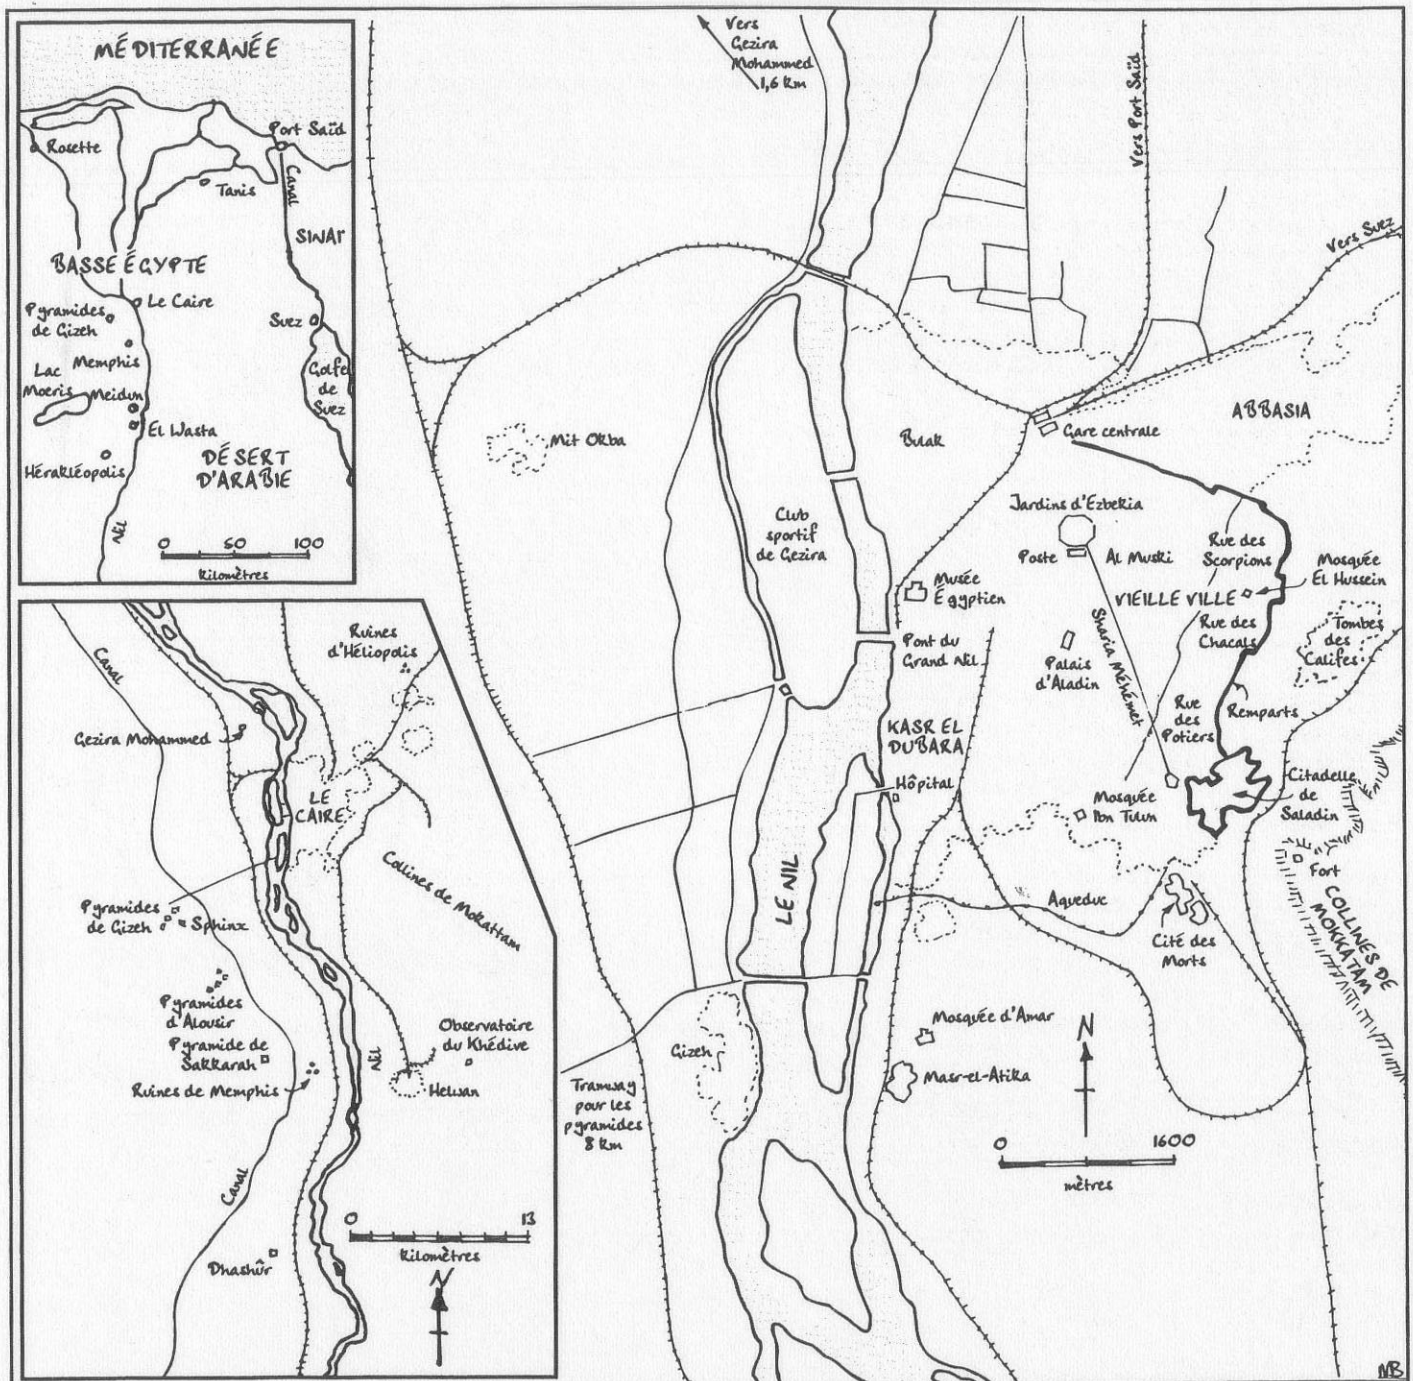 MÉDITERRANÉE
Rosette
Port Saïd
Canal
Tanis
SINAÏ
BASSE ÉGYPTE
Le Caire
Pyramides
de Gizeh
Suez
Memphis
Lac
Moeris
Meidun
Golfe
de
Suez
El Wasta
Hérakléopolis
DÉSERT
D'ARABIE
Nil
0 50 100
kilomètres
Canal
Ruines
d'Héliopolis
Gezira Mohammed
LE
CAIRE
Collines de Mokattam
Pyramides
de Gizeh
Sphinx
Pyramides
d'Alousir
Pyramide de
Sakkarah
Ruines de Memphis
Nil
Observatoire
du Khédive
Helwan
Canal
0 13
kilomètres
Dhashûr
N
Vers
Gezira
Mohammed
1,6 km
Vers Port Saïd
Vers Suez
Mit Okba
Bulak
Gare centrale
ABBASIA
Club
sportif
de Gezira
Jardins d'Ezbekia
Poste
Al Muski
Rue des
Scorpions
Mosquée
El Hussein
Musée
Égyptien
VIEILLE VILLE
Rue des
Chacals
Tombes
des
Califes
Pont du
Grand Nil
Palais
d'Aladin
Sharia Méhémet
Rue
des
Potiers
Remparts
KASR EL
DUBARA
Hôpital
Mosquée
Ibn Tulun
Citadelle
de
Saladin
Fort
LE NIL
Aqueduc
Cité des
Morts
COLLINES DE
MOKKATAM
Gizeh
Mosquée d'Amar
Masr-el-Atika
N
Tramway
pour les
pyramides
8 km
0 1600
mètres
MB